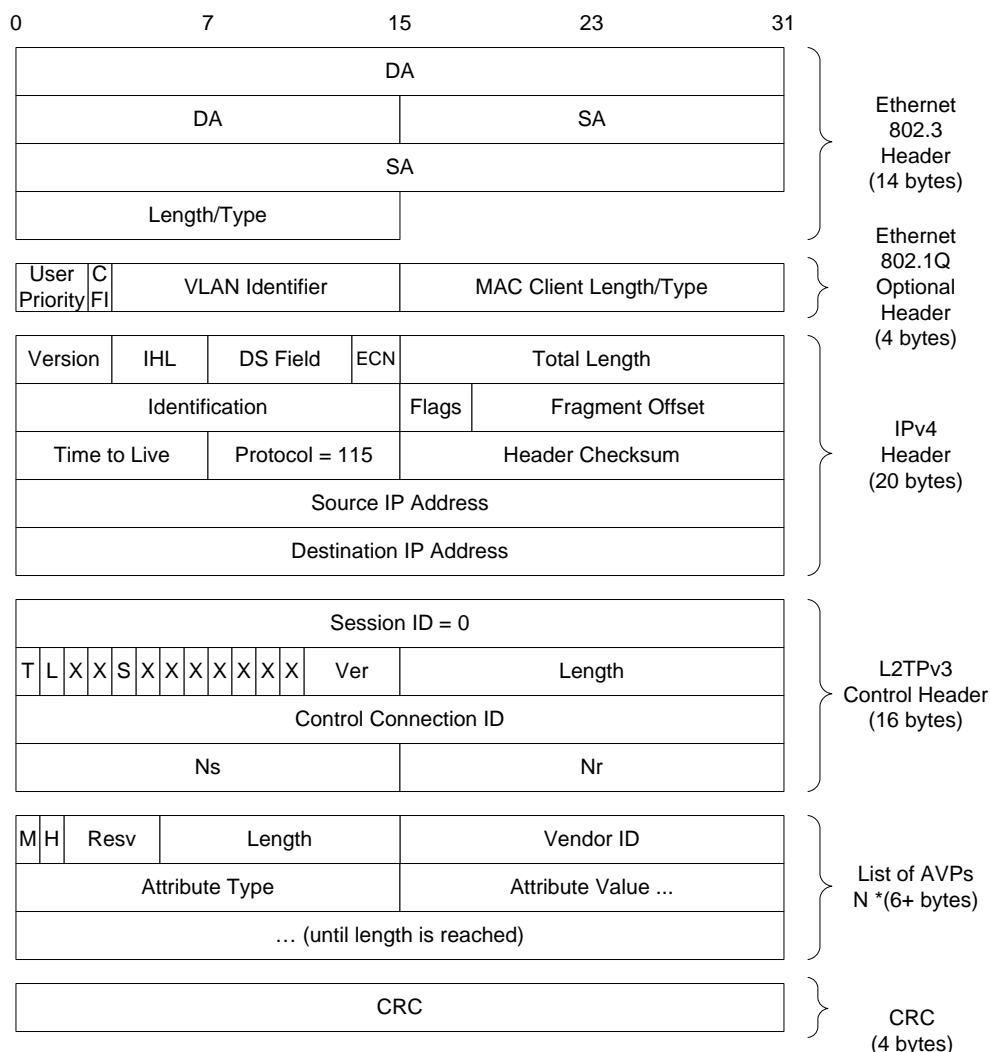 0 7 15 23 31
DA
DA SA
SA
Length/Type
Ethernet
802.3
Header
(14 bytes)
User
Priority
C
FI
VLAN Identifier MAC Client Length/Type
Ethernet
802.1Q
Optional
Header
(4 bytes)
Version IHL DS Field ECN Total Length
Identification Flags Fragment Offset
Time to Live Protocol = 115 Header Checksum
Source IP Address
Destination IP Address
IPv4
Header
(20 bytes)
Session ID = 0
T L X X S X X X X X X X Ver Length
Control Connection ID
Ns Nr
L2TPv3
Control Header
(16 bytes)
M H Resv Length Vendor ID
Attribute Type Attribute Value ...
… (until length is reached)
List of AVPs
N *(6+ bytes)
CRC
CRC
(4 bytes)